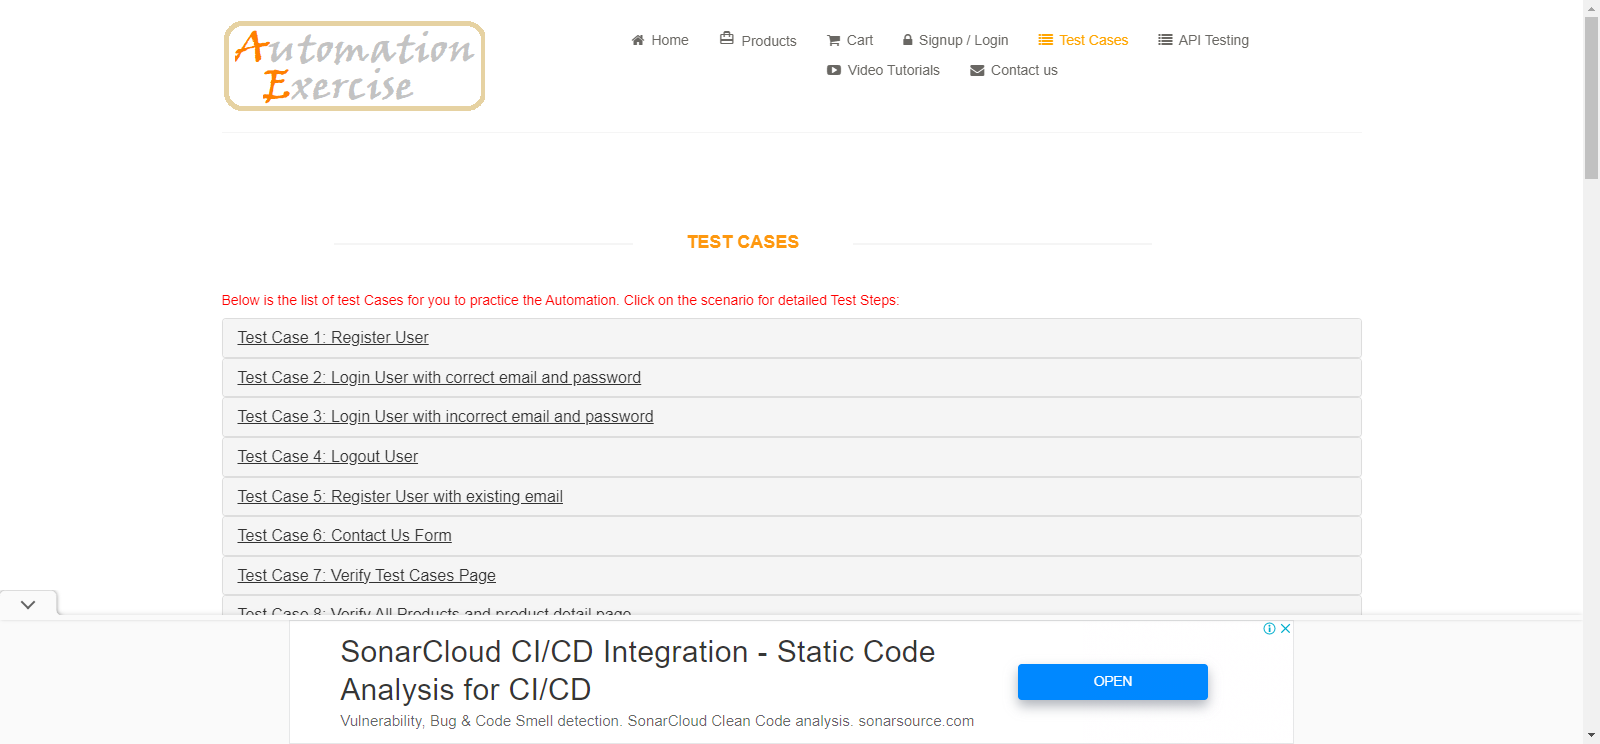 Automation
Exercise
Home
Products
Cart
Signup / Login
Test Cases
API Testing
Video Tutorials
Contact us
TEST CASES
Below is the list of test Cases for you to practice the Automation. Click on the scenario for detailed Test Steps:
Test Case 1: Register User
Test Case 2: Login User with correct email and password
Test Case 3: Login User with incorrect email and password
Test Case 4: Logout User
Test Case 5: Register User with existing email
Test Case 6: Contact Us Form
Test Case 7: Verify Test Cases Page
Test Case 8: Verify All Products and product detail page
SonarCloud CI/CD Integration - Static Code
Analysis for CI/CD
Vulnerability, Bug & Code Smell detection. SonarCloud Clean Code analysis. sonarsource.com
OPEN